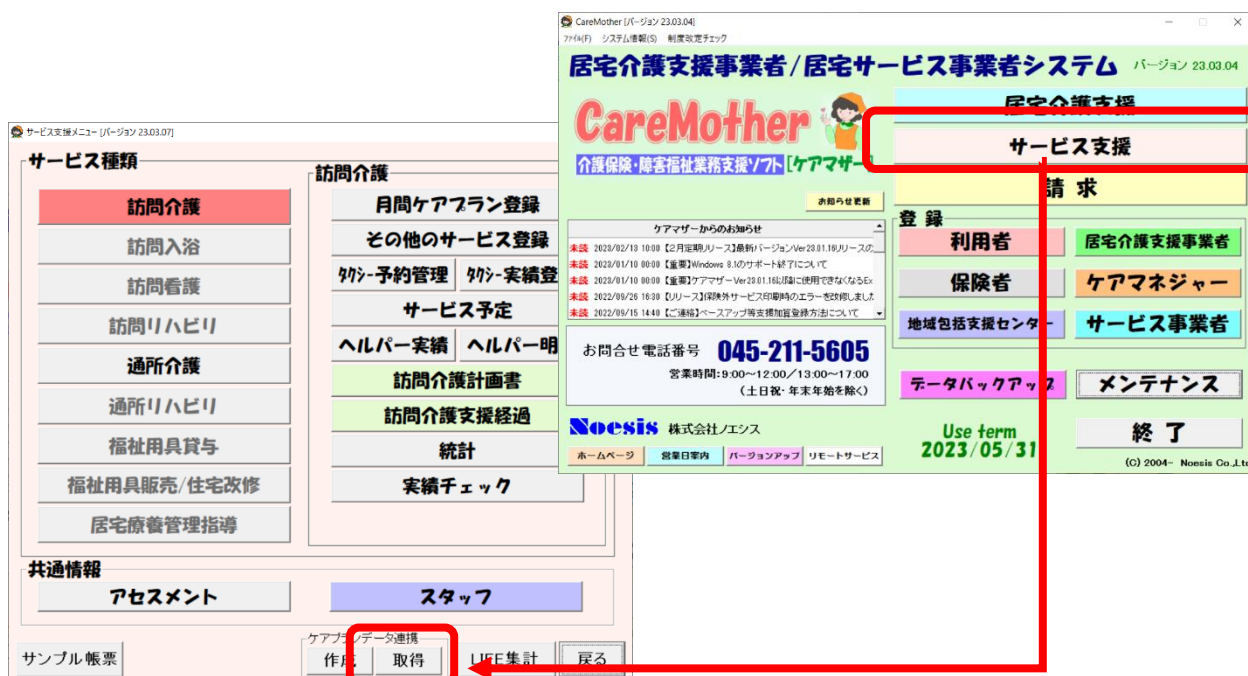 CareMother [バージョン 23.03.04]
ファイル(F) システム情報(S) 制度改定チェック
居宅介護支援事業者/居宅サービス事業者システム バージョン 23.03.04
CareMother
介護保険・障害福祉業務支援ソフト [ケアマザー]
お知らせ更新
居宅介護支援
サービス支援
請 求
ケアマザーからのお知らせ
未読 2023/02/13 10:00 【2月定期リリース】最新バージョンVer23.01.16リリースの
未読 2023/01/10 00:00 【重要】Windows 8.1のサポート終了について
未読 2023/01/10 00:00 【重要】ケアマザーVer23.01.16以降に使用できなくなるEx
未読 2022/09/26 16:30 【リリース】保険外サービス印刷時のエラーを改修しまし
未読 2022/09/15 14:40 【ご連絡】ベースアップ等支援加算登録方法について
登 録
利用者
居宅介護支援事業者
保険者
ケアマネジャー
地域包括支援センター
サービス事業者
お問合せ電話番号 045-211-5605
営業時間:9:00~12:00/13:00~17:00
(土日祝・年末年始を除く)
データバックアップ
メンテナンス
Noesis 株式会社ノエシス
Use term
2023/05/31
終 了
ホームページ
営業日案内
バージョンアップ
リモートサービス
(C) 2004- Noesis Co.,Lt
サービス支援メニュー [バージョン 23.03.07]
サービス種類
訪問介護
訪問入浴
訪問看護
訪問リハビリ
通所介護
通所リハビリ
福祉用具貸与
福祉用具販売/住宅改修
居宅療養管理指導
訪問介護
月間ケアプラン登録
その他のサービス登録
タクシー予約管理
タクシー実績登
サービス予定
ヘルパー実績
ヘルパー明
訪問介護計画書
訪問介護支援経過
統計
実績チェック
共通情報
アセスメント
スタッフ
サンプル帳票
ケアプランデータ連携
作成
取得
LIFE集計
戻る